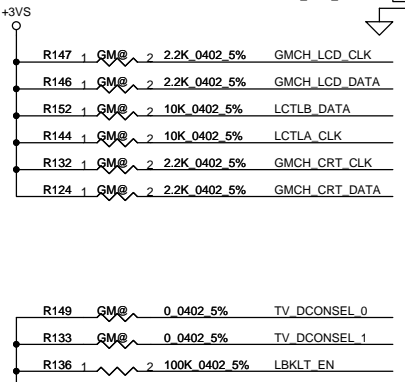 +3VS
R147 1 GM@ 2 2.2K_0402_5% GMCH_LCD_CLK
R146 1 GM@ 2 2.2K_0402_5% GMCH_LCD_DATA
R152 1 GM@ 2 10K_0402_5% LCTLB_DATA
R144 1 GM@ 2 10K_0402_5% LCTLA_CLK
R132 1 GM@ 2 2.2K_0402_5% GMCH_CRT_CLK
R124 1 GM@ 2 2.2K_0402_5% GMCH_CRT_DATA
R149 GM@ 0_0402_5% TV_DCONSEL_0
R133 GM@ 0_0402_5% TV_DCONSEL_1
R136 1 2 100K_0402_5% LBKLT_EN